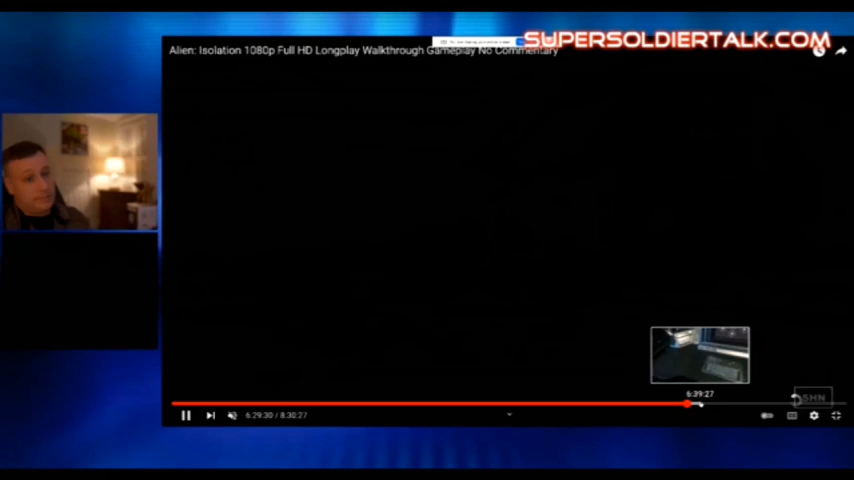 SUPERSOLDIERTALK.COM
Alien: Isolation 1080p Full HD Longplay Walkthrough Gameplay No Commentary
6:39:27
SHN
6:29:30 / 8:30:27